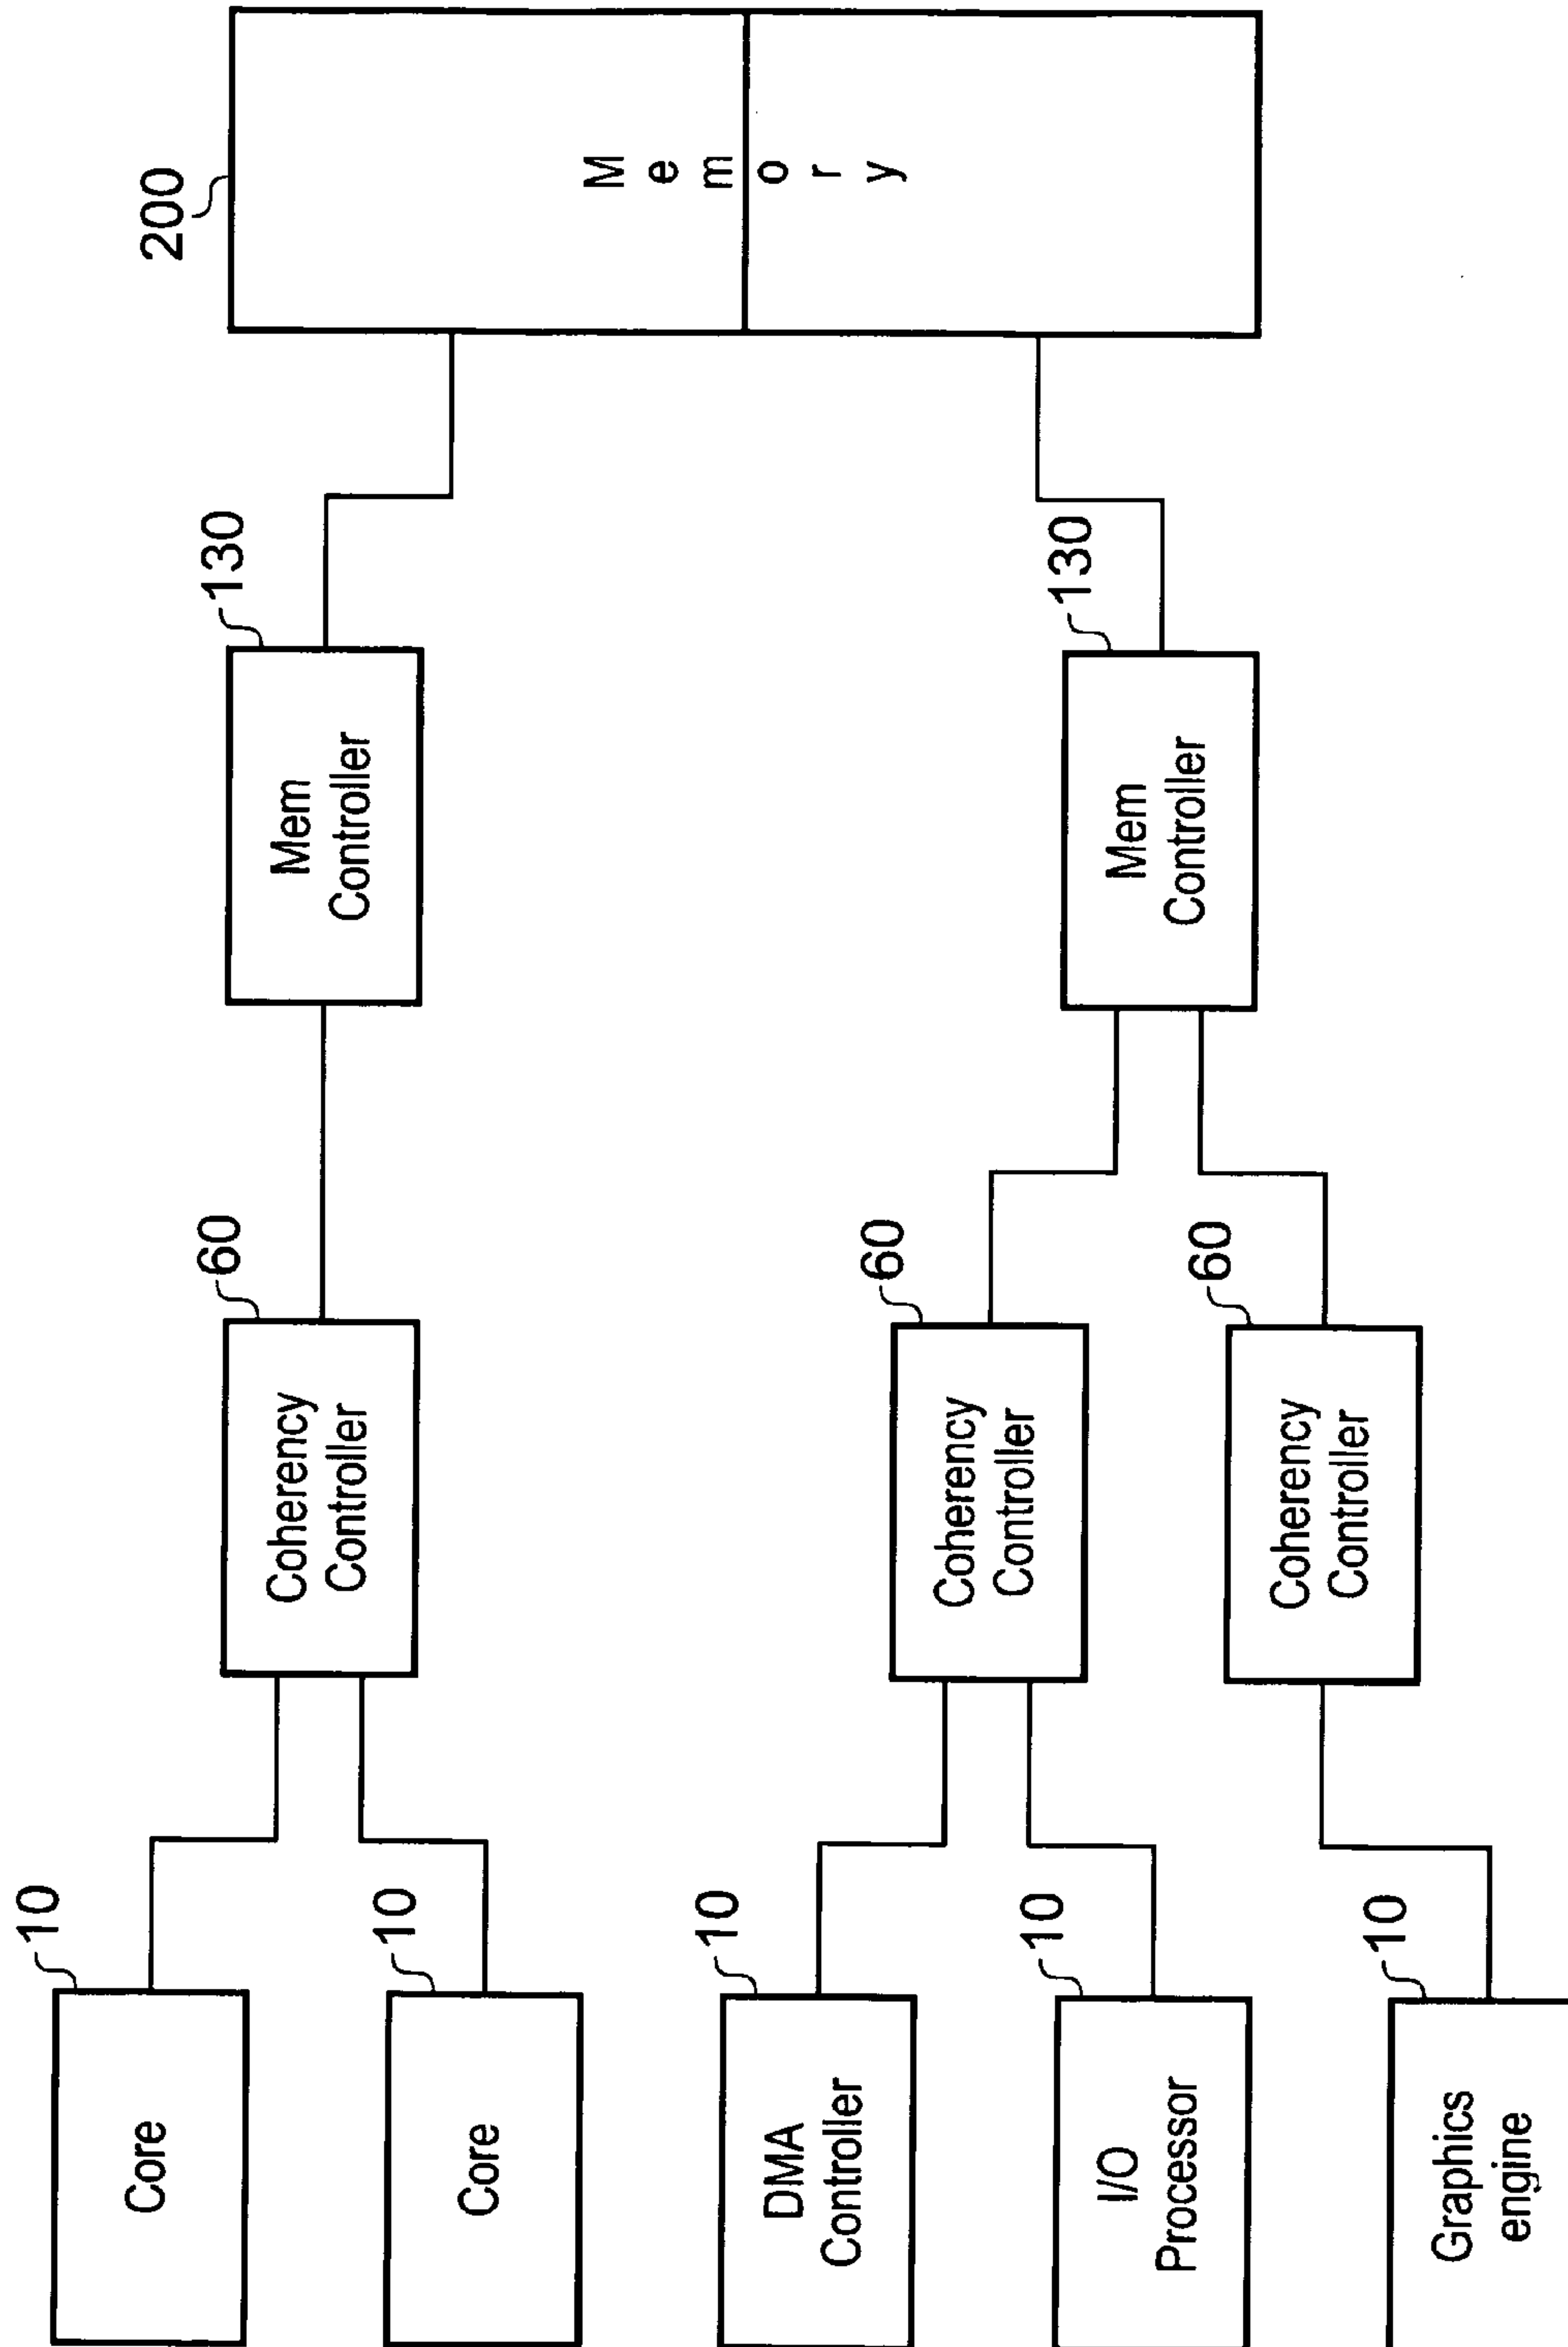 200
M
e
m
o
r
y
130
Mem
Controller
130
Mem
Controller
60
Coherency
Controller
60
Coherency
Controller
60
Coherency
Controller
10
Core
10
Core
10
DMA
Controller
10
I/O
Processor
10
Graphics
engine